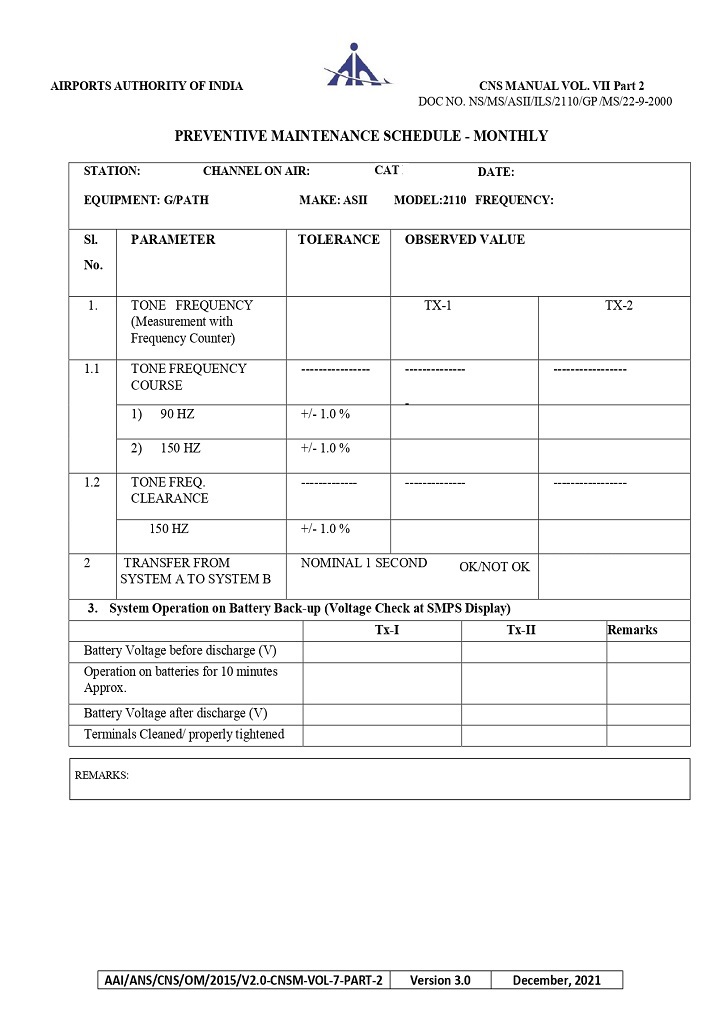 AIRPORTS AUTHORITY OF INDIA CNS MANUAL VOL. VII Part 2
DOC NO. NS/MS/ASII/ILS/2110/GP /MS/22-9-2000
PREVENTIVE MAINTENANCE SCHEDULE - MONTHLY
STATION: CHANNEL ON AIR: CAT DATE:
EQUIPMENT: G/PATH MAKE: ASII MODEL:2110 FREQUENCY:
Sl. PARAMETER TOLERANCE OBSERVED VALUE
No.
1. TONE FREQUENCY TX-1 TX-2
(Measurement with
Frequency Counter)
1.1 TONE FREQUENCY ---------------- -------------- -----------------
COURSE
-
1) 90 HZ +/- 1.0 %
2) 150 HZ +/- 1.0 %
1.2 TONE FREQ. ------------- -------------- -----------------
CLEARANCE
150 HZ +/- 1.0 %
2 TRANSFER FROM NOMINAL 1 SECOND OK/NOT OK
SYSTEM A TO SYSTEM B
3. System Operation on Battery Back-up (Voltage Check at SMPS Display)
Tx-I Tx-II Remarks
Battery Voltage before discharge (V)
Operation on batteries for 10 minutes
Approx.
Battery Voltage after discharge (V)
Terminals Cleaned/ properly tightened
REMARKS:
AAI/ANS/CNS/OM/2015/V2.0-CNSM-VOL-7-PART-2 Version 3.0 December, 2021